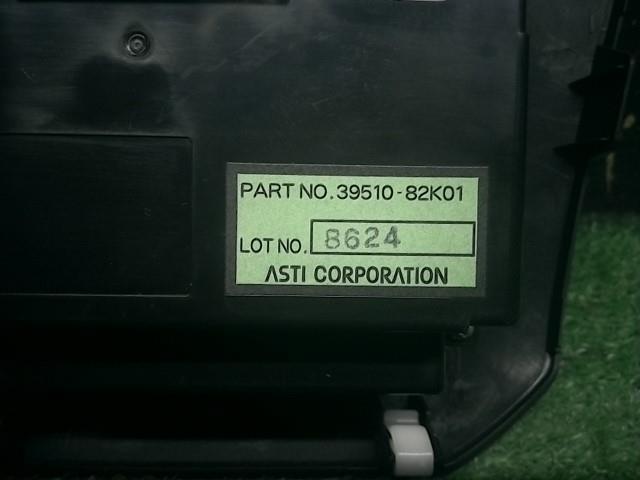 PART NO. 39510-82K01
LOT NO. 8624
ASTI CORPORATION